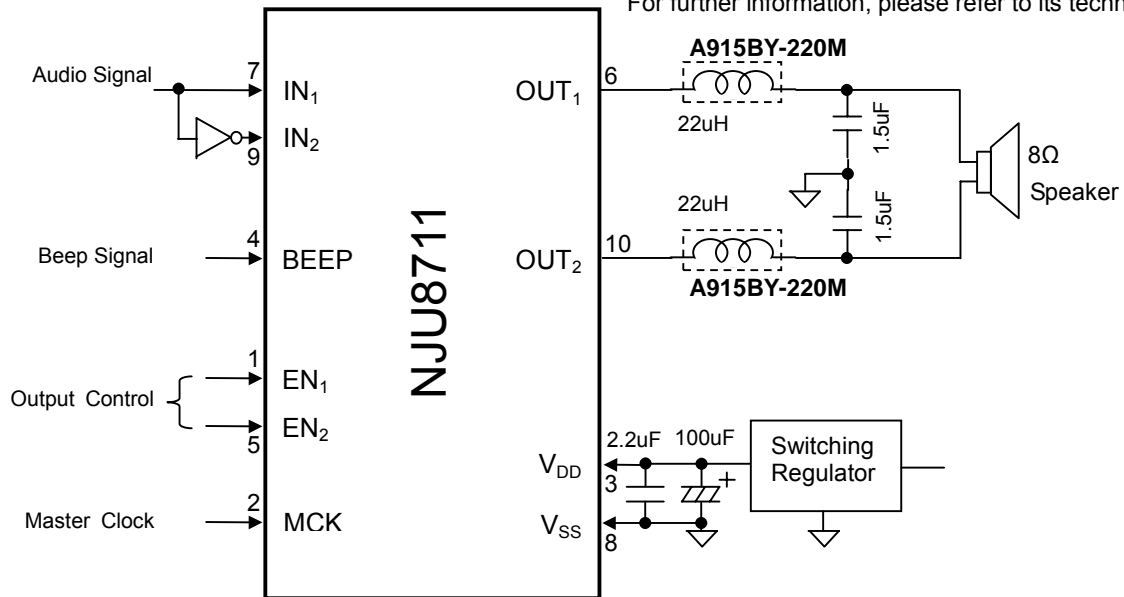 For further information, please refer to its techn
A915BY-220M
Audio Signal
7
IN₁
OUT₁
6
22uH
1.5uF
IN₂
9
8Ω
Speaker
22uH
1.5uF
4
Beep Signal
BEEP
OUT₂
10
A915BY-220M
NJU8711
1
EN₁
Output Control
EN₂
5
2.2uF
100uF
Switching
Regulator
V_DD
3
+
2
Master Clock
MCK
V_SS
8